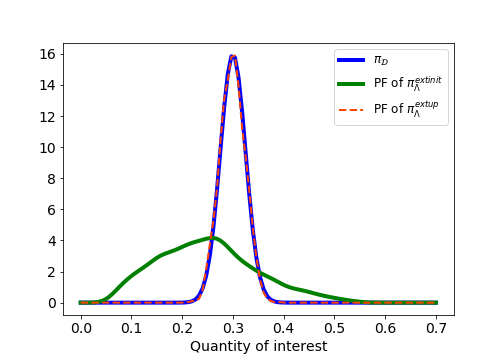 16
14
12
10
8
6
4
2
0
0.0 0.1 0.2 0.3 0.4 0.5 0.6 0.7
Quantity of interest
π_𝒟
PF of π_Λ^extinit
PF of π_Λ^extup